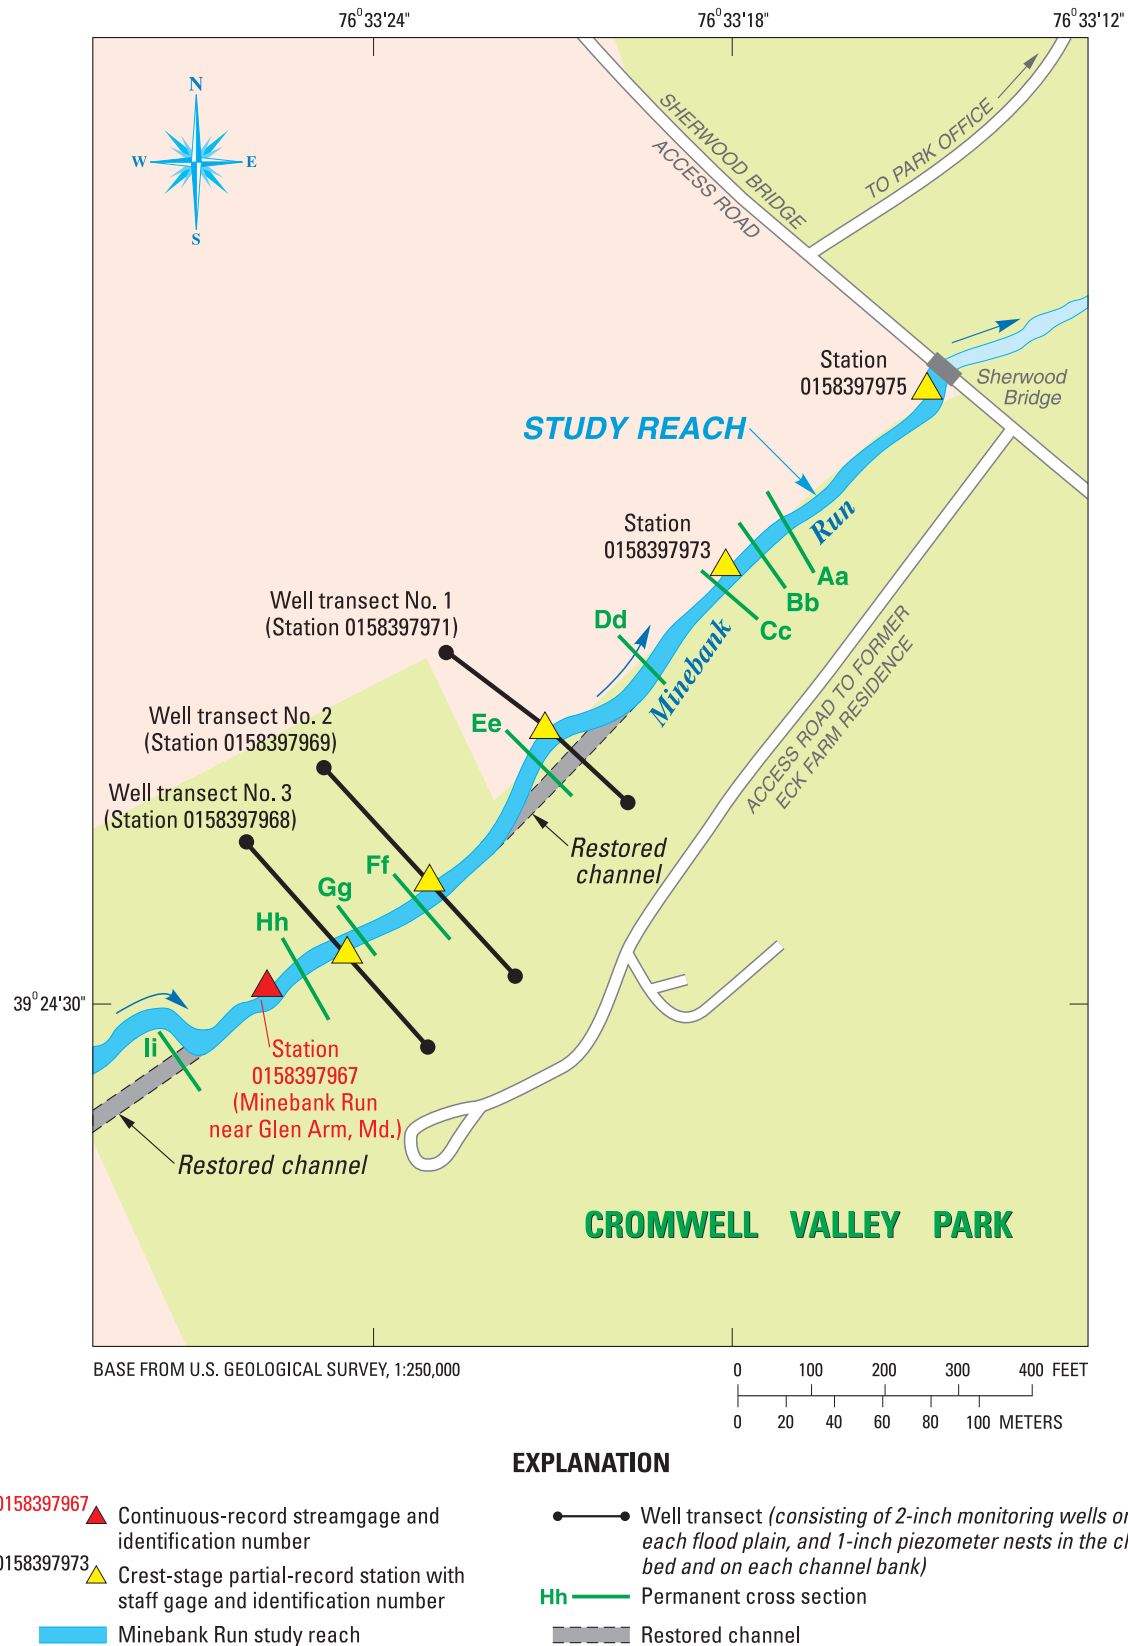 76°33'24"
76°33'18"
76°33'12"
N
W
E
S
SHERWOOD BRIDGE
ACCESS ROAD
TO PARK OFFICE
Station
0158397975
Sherwood
Bridge
STUDY REACH
Station
0158397973
Run
Aa
Bb
Cc
Dd
Minebank
Well transect No. 1
(Station 0158397971)
ACCESS ROAD TO FORMER
ECK FARM RESIDENCE
Well transect No. 2
(Station 0158397969)
Ee
Well transect No. 3
(Station 0158397968)
Restored
channel
Ff
Gg
Hh
39°24'30"
Ii
Station
0158397967
(Minebank Run
near Glen Arm, Md.)
Restored channel
CROMWELL VALLEY PARK
BASE FROM U.S. GEOLOGICAL SURVEY, 1:250,000
0 100 200 300 400 FEET
0 20 40 60 80 100 METERS
EXPLANATION
0158397967
Continuous-record streamgage and
identification number
0158397973
Crest-stage partial-record station with
staff gage and identification number
Minebank Run study reach
Well transect (consisting of 2-inch monitoring wells on
each flood plain, and 1-inch piezometer nests in the
bed and on each channel bank)
Hh
Permanent cross section
Restored channel